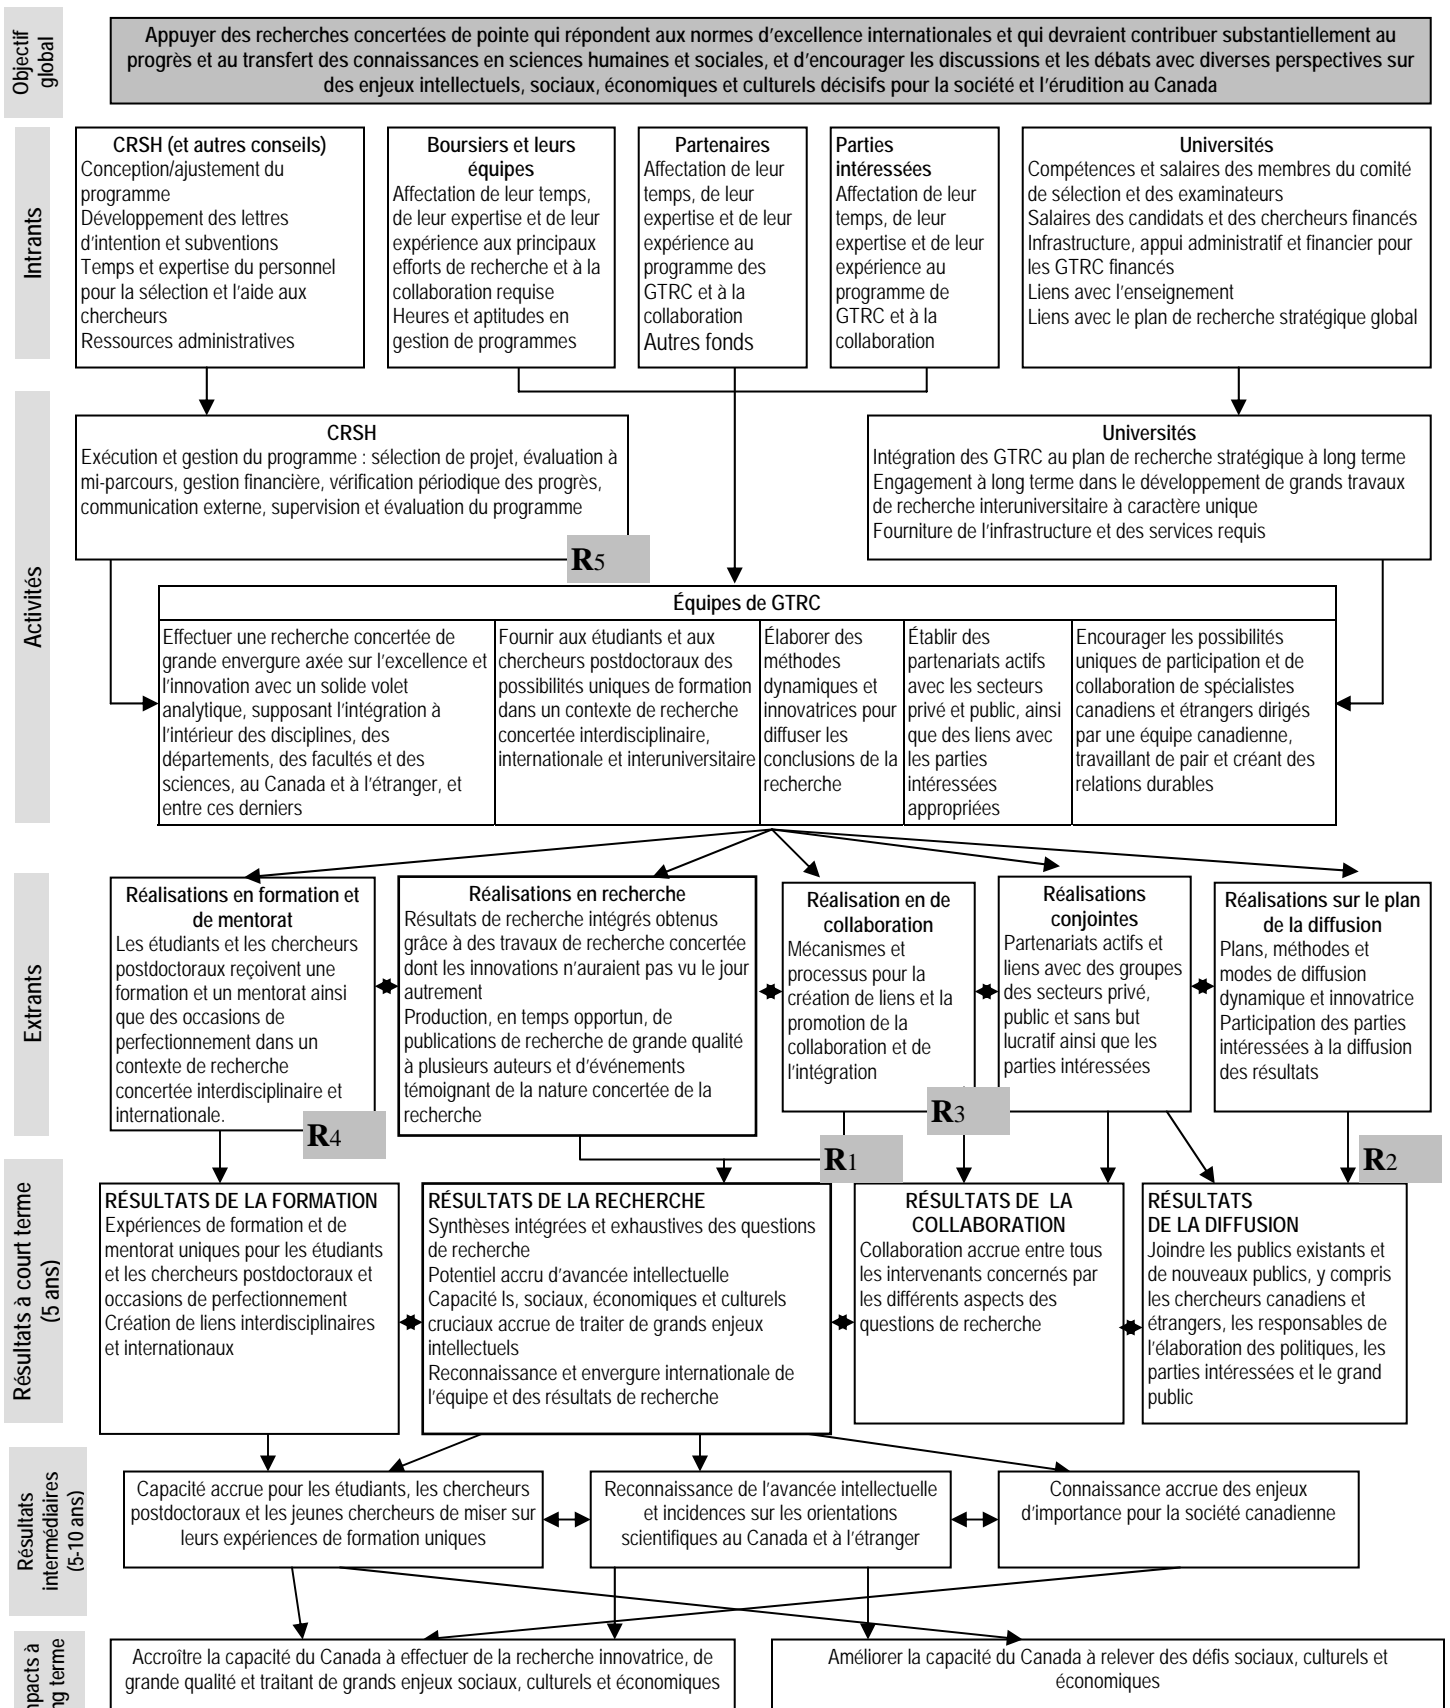 Objectif
global
Appuyer des recherches concertées de pointe qui répondent aux normes d'excellence internationales et qui devraient contribuer substantiellement au
progrès et au transfert des connaissances en sciences humaines et sociales, et d'encourager les discussions et les débats avec diverses perspectives sur
des enjeux intellectuels, sociaux, économiques et culturels décisifs pour la société et l'érudition au Canada
Intrants
CRSH (et autres conseils)
Conception/ajustement du
programme
Développement des lettres
d'intention et subventions
Temps et expertise du personnel
pour la sélection et l'aide aux
chercheurs
Ressources administratives
Boursiers et leurs
équipes
Affectation de leur temps,
de leur expertise et de leur
expérience aux principaux
efforts de recherche et à la
collaboration requise
Heures et aptitudes en
gestion de programmes
Partenaires
Affectation de leur
temps, de leur
expertise et de leur
expérience au
programme des
GTRC et à la
collaboration
Autres fonds
Parties
intéressées
Affectation de leur
temps, de leur
expertise et de leur
expérience au
programme de
GTRC et à la
collaboration
Universités
Compétences et salaires des membres du comité
de sélection et des examinateurs
Salaires des candidats et des chercheurs financés
Infrastructure, appui administratif et financier pour
les GTRC financés
Liens avec l'enseignement
Liens avec le plan de recherche stratégique global
Activités
CRSH
Exécution et gestion du programme : sélection de projet, évaluation à
mi-parcours, gestion financière, vérification périodique des progrès,
communication externe, supervision et évaluation du programme
R5
Universités
Intégration des GTRC au plan de recherche stratégique à long terme
Engagement à long terme dans le développement de grands travaux
de recherche interuniversitaire à caractère unique
Fourniture de l'infrastructure et des services requis
Équipes de GTRC
Effectuer une recherche concertée de
grande envergure axée sur l'excellence et
l'innovation avec un solide volet
analytique, supposant l'intégration à
l'intérieur des disciplines, des
départements, des facultés et des
sciences, au Canada et à l'étranger, et
entre ces derniers
Fournir aux étudiants et aux
chercheurs postdoctoraux des
possibilités uniques de formation
dans un contexte de recherche
concertée interdisciplinaire,
internationale et interuniversitaire
Élaborer des
méthodes
dynamiques et
innovatrices pour
diffuser les
conclusions de la
recherche
Établir des
partenariats actifs
avec les secteurs
privé et public, ainsi
que des liens avec
les parties
intéressées
appropriées
Encourager les possibilités
uniques de participation et de
collaboration de spécialistes
canadiens et étrangers dirigés
par une équipe canadienne,
travaillant de pair et créant des
relations durables
Extrants
Réalisations en formation et
de mentorat
Les étudiants et les chercheurs
postdoctoraux reçoivent une
formation et un mentorat ainsi
que des occasions de
perfectionnement dans un
contexte de recherche
concertée interdisciplinaire et
internationale.
R4
Réalisations en recherche
Résultats de recherche intégrés obtenus
grâce à des travaux de recherche concertée
dont les innovations n'auraient pas vu le jour
autrement
Production, en temps opportun, de
publications de recherche de grande qualité
à plusieurs auteurs et d'événements
témoignant de la nature concertée de la
recherche
Réalisation en de
collaboration
Mécanismes et
processus pour la
création de liens et la
promotion de la
collaboration et de
l'intégration
R1
Réalisations
conjointes
Partenariats actifs et
liens avec des groupes
des secteurs privé,
public et sans but
lucratif ainsi que les
parties intéressées
R3
Réalisations sur le plan
de la diffusion
Plans, méthodes et
modes de diffusion
dynamique et innovatrice
Participation des parties
intéressées à la diffusion
des résultats
R2
Résultats à court terme
(5 ans)
RÉSULTATS DE LA FORMATION
Expériences de formation et de
mentorat uniques pour les étudiants
et les chercheurs postdoctoraux et
occasions de perfectionnement
Création de liens interdisciplinaires
et internationaux
RÉSULTATS DE LA RECHERCHE
Synthèses intégrées et exhaustives des questions
de recherche
Potentiel accru d'avancée intellectuelle
Capacité ls, sociaux, économiques et culturels
cruciaux accrue de traiter de grands enjeux
intellectuels
Reconnaissance et envergure internationale de
l'équipe et des résultats de recherche
RÉSULTATS DE LA
COLLABORATION
Collaboration accrue entre tous
les intervenants concernés par
les différents aspects des
questions de recherche
RÉSULTATS
DE LA DIFFUSION
Joindre les publics existants et
de nouveaux publics, y compris
les chercheurs canadiens et
étrangers, les responsables de
l'élaboration des politiques, les
parties intéressées et le grand
public
Résultats
intermédiaires
(5-10 ans)
Capacité accrue pour les étudiants, les chercheurs
postdoctoraux et les jeunes chercheurs de miser sur
leurs expériences de formation uniques
Reconnaissance de l'avancée intellectuelle
et incidences sur les orientations
scientifiques au Canada et à l'étranger
Connaissance accrue des enjeux
d'importance pour la société canadienne
mpacts à
ng terme
Accroître la capacité du Canada à effectuer de la recherche innovatrice, de
grande qualité et traitant de grands enjeux sociaux, culturels et économiques
Améliorer la capacité du Canada à relever des défis sociaux, culturels et
économiques